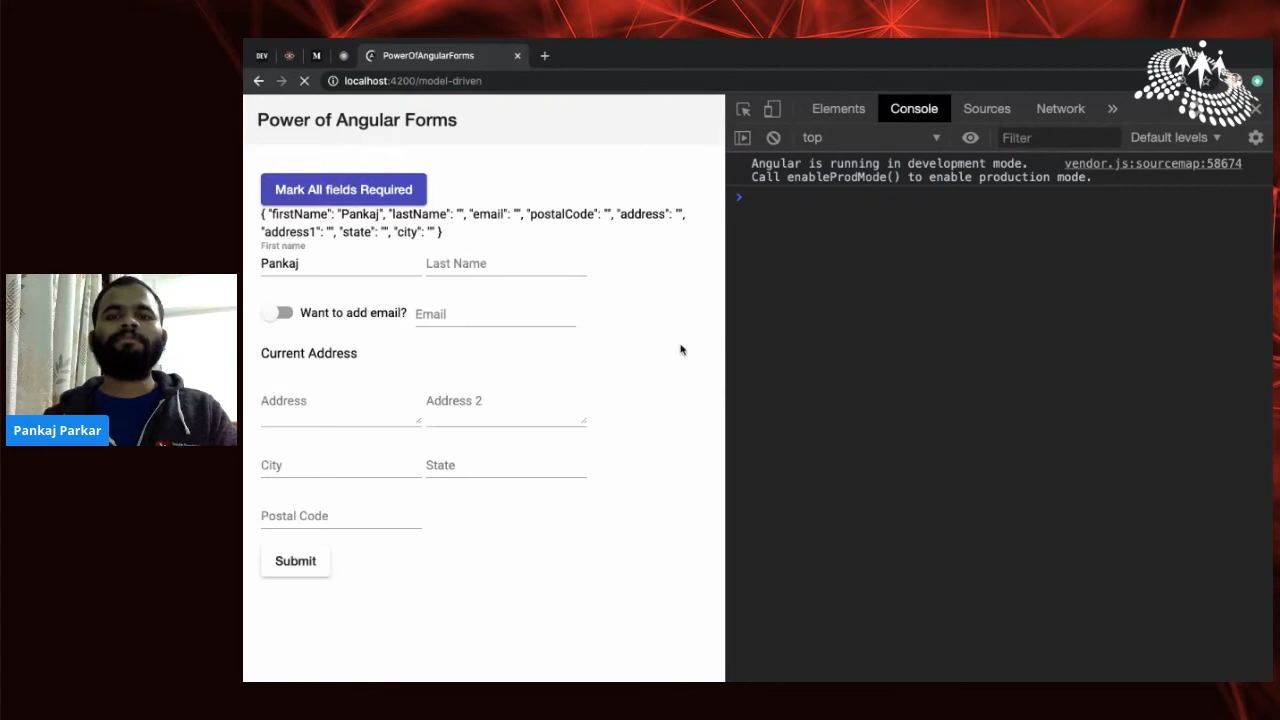 DEV
M
PowerOfAngularForms
localhost:4200/model-driven
Power of Angular Forms
Mark All fields Required
{ "firstName": "Pankaj", "lastName": "", "email": "", "postalCode": "", "address": "",
"address1": "", "state": "", "city": "" }
First name
Pankaj
Last Name
Want to add email?
Email
Current Address
Address
Address 2
City
State
Postal Code
Submit
Elements
Console
Sources
Network
top
Filter
Default levels
Angular is running in development mode.
vendor.js:sourcemap:58674
Call enableProdMode() to enable production mode.
Pankaj Parkar